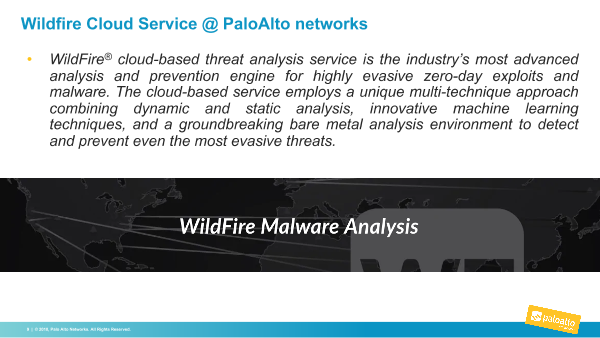 Wildfire Cloud Service @ PaloAlto networks
• WildFire® cloud-based threat analysis service is the industry's most advanced
analysis and prevention engine for highly evasive zero-day exploits and
malware. The cloud-based service employs a unique multi-technique approach
combining dynamic and static analysis, innovative machine learning
techniques, and a groundbreaking bare metal analysis environment to detect
and prevent even the most evasive threats.
WildFire Malware Analysis
paloalto
| © 2018, Palo Alto Networks. All Rights Reserved.